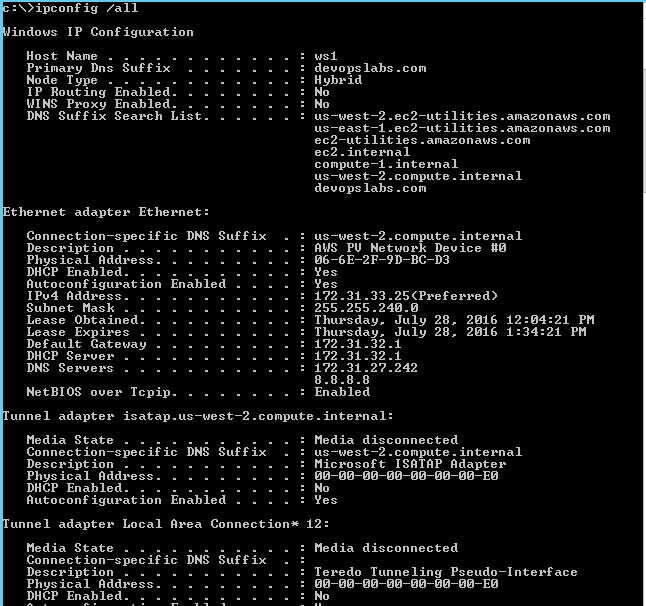 c:\>ipconfig /all
Windows IP Configuration
Host Name . . . . . . . . . . . . : ws1
Primary Dns Suffix  . . . . . . . : devopslabs.com
Node Type . . . . . . . . . . . . : Hybrid
IP Routing Enabled. . . . . . . . : No
WINS Proxy Enabled. . . . . . . . : No
DNS Suffix Search List. . . . . . : us-west-2.ec2-utilities.amazonaws.com
us-east-1.ec2-utilities.amazonaws.com
ec2-utilities.amazonaws.com
ec2.internal
compute-1.internal
us-west-2.compute.internal
devopslabs.com
Ethernet adapter Ethernet:
Connection-specific DNS Suffix  . : us-west-2.compute.internal
Description . . . . . . . . . . . : AWS PV Network Device #0
Physical Address. . . . . . . . . : 06-6E-2F-9D-BC-D3
DHCP Enabled. . . . . . . . . . . : Yes
Autoconfiguration Enabled . . . . : Yes
IPv4 Address. . . . . . . . . . . : 172.31.33.25(Preferred)
Subnet Mask . . . . . . . . . . . : 255.255.240.0
Lease Obtained. . . . . . . . . . : Thursday, July 28, 2016 12:04:21 PM
Lease Expires . . . . . . . . . . : Thursday, July 28, 2016 1:34:21 PM
Default Gateway . . . . . . . . . : 172.31.32.1
DHCP Server . . . . . . . . . . . : 172.31.32.1
DNS Servers . . . . . . . . . . . : 172.31.27.242
8.8.8.8
NetBIOS over Tcpip. . . . . . . . : Enabled
Tunnel adapter isatap.us-west-2.compute.internal:
Media State . . . . . . . . . . . : Media disconnected
Connection-specific DNS Suffix  . : us-west-2.compute.internal
Description . . . . . . . . . . . : Microsoft ISATAP Adapter
Physical Address. . . . . . . . . : 00-00-00-00-00-00-00-E0
DHCP Enabled. . . . . . . . . . . : No
Autoconfiguration Enabled . . . . : Yes
Tunnel adapter Local Area Connection* 12:
Media State . . . . . . . . . . . : Media disconnected
Connection-specific DNS Suffix  . :
Description . . . . . . . . . . . : Teredo Tunneling Pseudo-Interface
Physical Address. . . . . . . . . : 00-00-00-00-00-00-00-E0
DHCP Enabled. . . . . . . . . . . : No